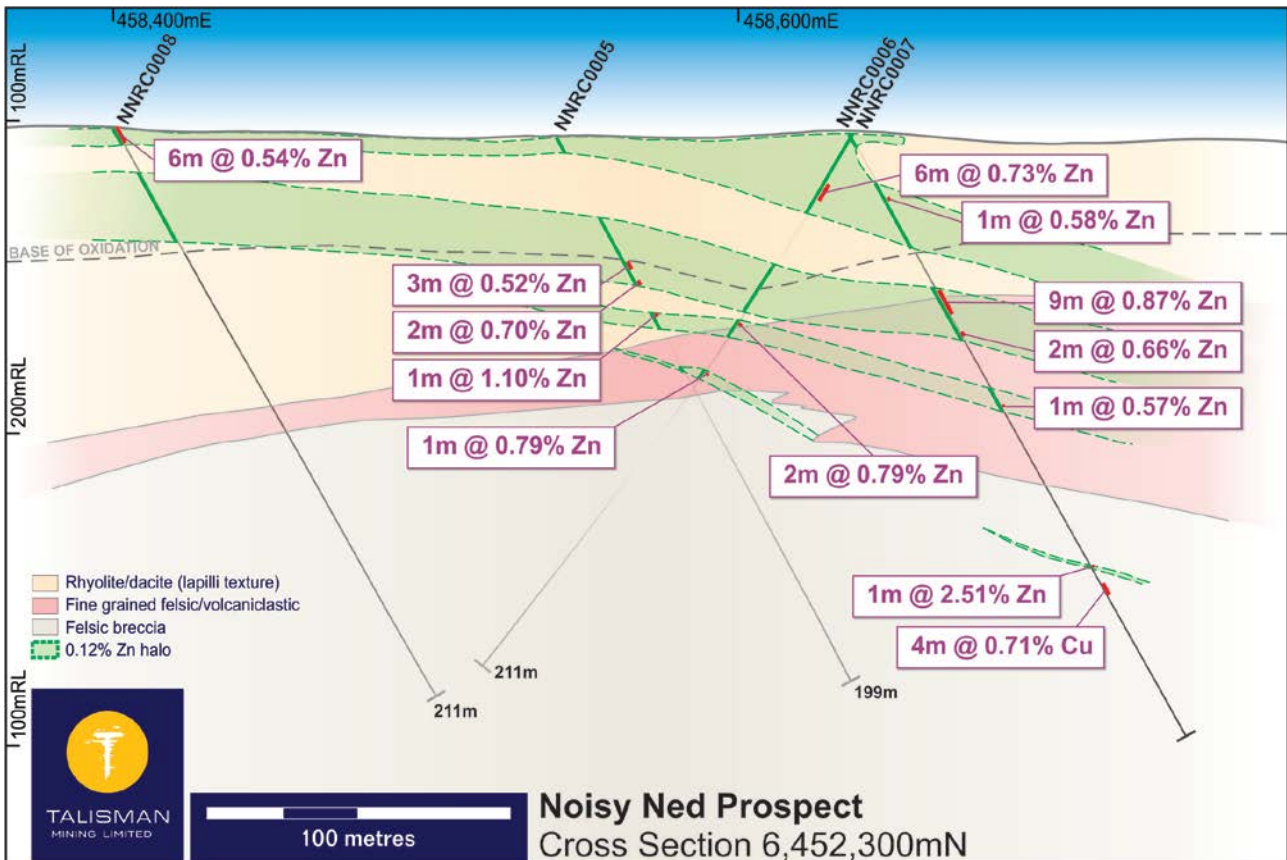 458,400mE
458,600mE
100mRL
NNRC0008
NNRC0005
NNRC0006
NNRC0007
6m @ 0.54% Zn
6m @ 0.73% Zn
1m @ 0.58% Zn
BASE OF OXIDATION
3m @ 0.52% Zn
9m @ 0.87% Zn
2m @ 0.70% Zn
2m @ 0.66% Zn
1m @ 1.10% Zn
1m @ 0.57% Zn
200mRL
1m @ 0.79% Zn
2m @ 0.79% Zn
Rhyolite/dacite (lapilli texture)
Fine grained felsic/volcaniclastic
Felsic breccia
0.12% Zn halo
1m @ 2.51% Zn
4m @ 0.71% Cu
211m
211m
199m
100mRL
TALISMAN
MINING LIMITED
100 metres
Noisy Ned Prospect
Cross Section 6,452,300mN